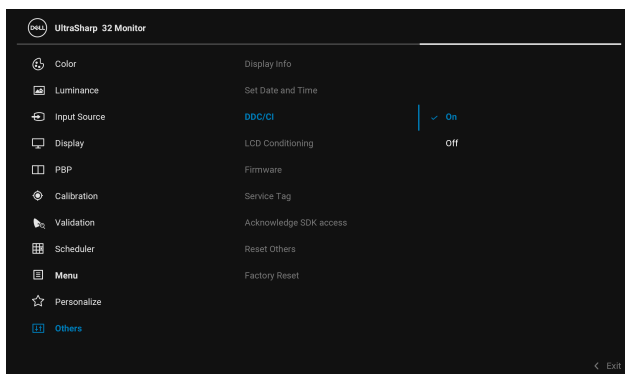 DELL UltraSharp 32 Monitor
Color Display Info
Luminance Set Date and Time
Input Source DDC/CI On
Display LCD Conditioning Off
PBP Firmware
Calibration Service Tag
Validation Acknowledge SDK access
Scheduler Reset Others
Menu Factory Reset
Personalize
Others
Exit